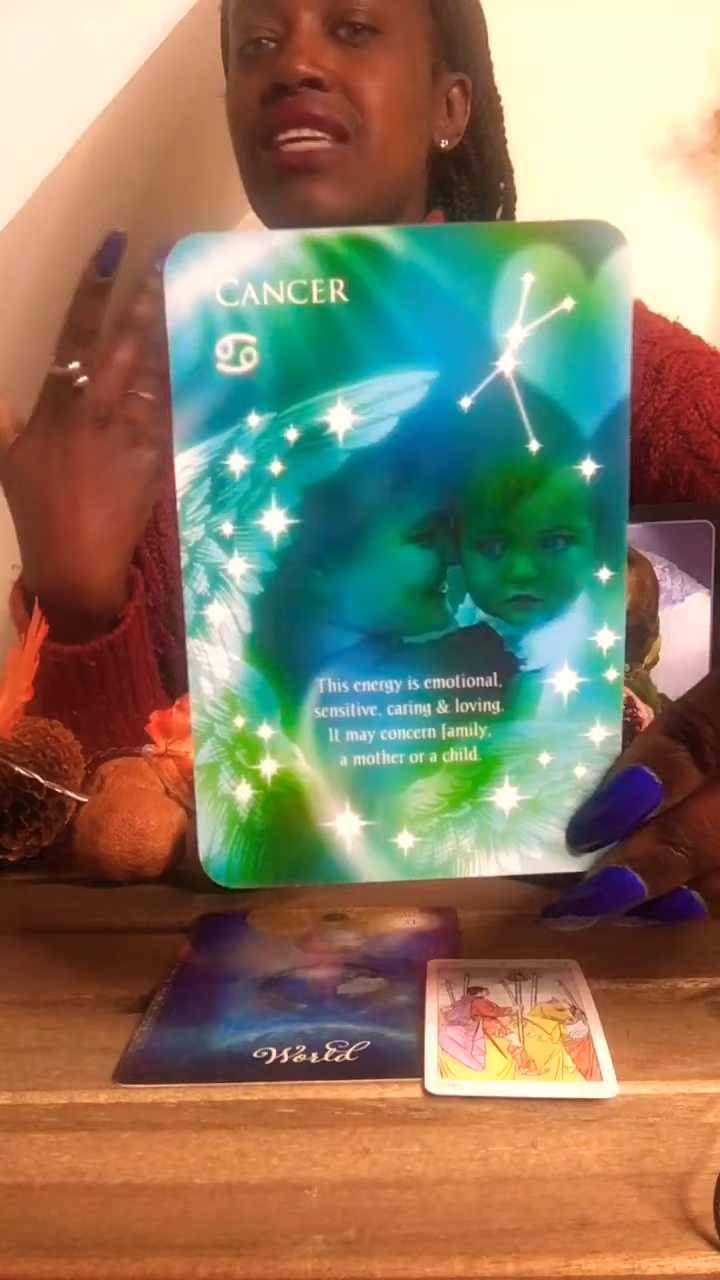 CANCER
♋
This energy is emotional,
sensitive, caring & loving.
It may concern family,
a mother or a child.
World